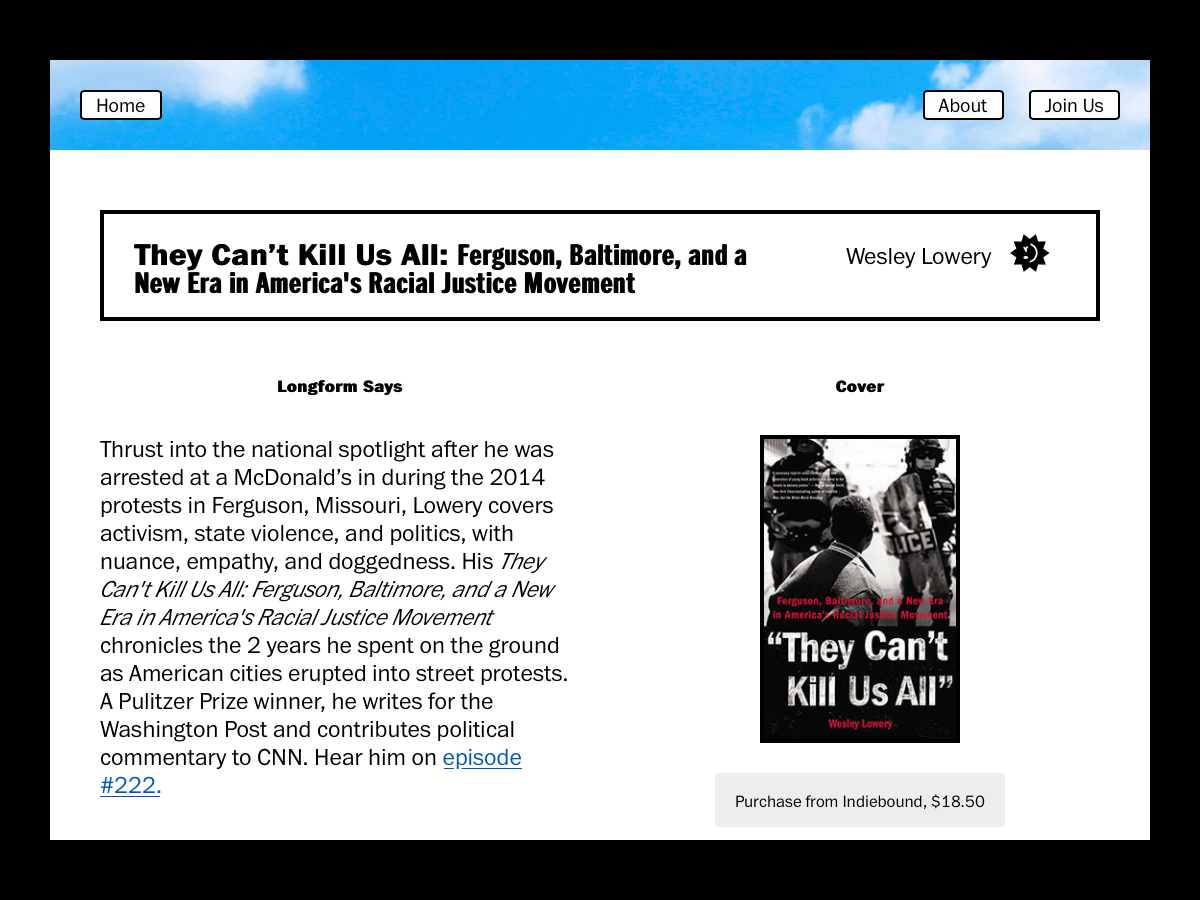 Home
About
Join Us
They Can’t Kill Us All: Ferguson, Baltimore, and a
New Era in America's Racial Justice Movement
Wesley Lowery
Longform Says
Thrust into the national spotlight after he was
arrested at a McDonald’s in during the 2014
protests in Ferguson, Missouri, Lowery covers
activism, state violence, and politics, with
nuance, empathy, and doggedness. His They
Can't Kill Us All: Ferguson, Baltimore, and a New
Era in America's Racial Justice Movement
chronicles the 2 years he spent on the ground
as American cities erupted into street protests.
A Pulitzer Prize winner, he writes for the
Washington Post and contributes political
commentary to CNN. Hear him on episode
#222.
Cover
LICE
Ferguson, Baltimore, and a New Era
in America's Racial Justice Movement
“They Can’t
Kill Us All”
Wesley Lowery
Purchase from Indiebound, $18.50